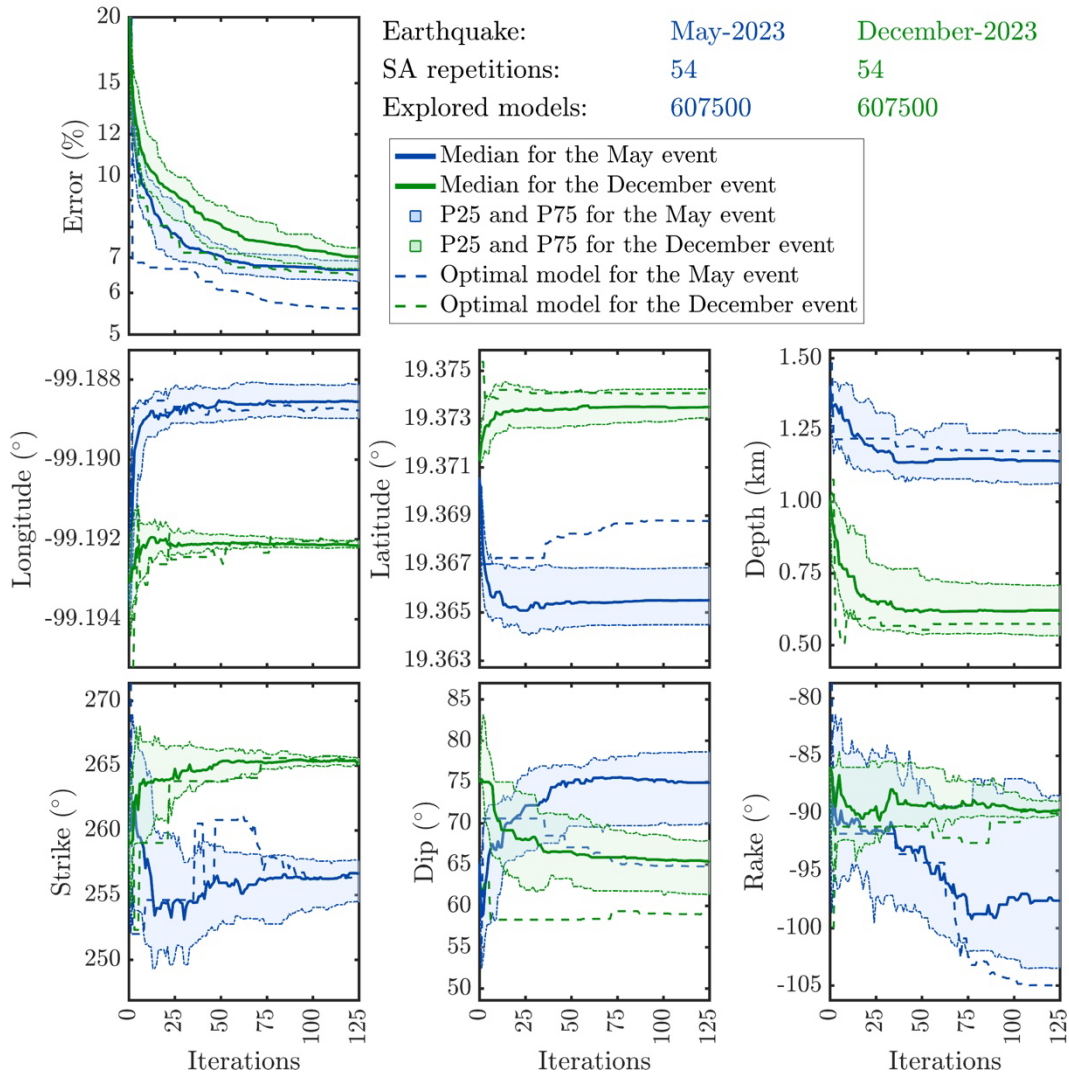 Earthquake: May-2023 December-2023
SA repetitions: 54 54
Explored models: 607500 607500
Median for the May event
Median for the December event
P25 and P75 for the May event
P25 and P75 for the December event
Optimal model for the May event
Optimal model for the December event
Error (%)
20
15
12
10
7
6
5
Longitude (°)
-99.188
-99.190
-99.192
-99.194
Latitude (°)
19.375
19.373
19.371
19.369
19.367
19.365
19.363
Depth (km)
1.50
1.25
1.00
0.75
0.50
Strike (°)
270
265
260
255
250
0 25 50 75 100 125
Iterations
Dip (°)
85
80
75
70
65
60
55
50
0 25 50 75 100 125
Iterations
Rake (°)
-80
-85
-90
-95
-100
-105
0 25 50 75 100 125
Iterations